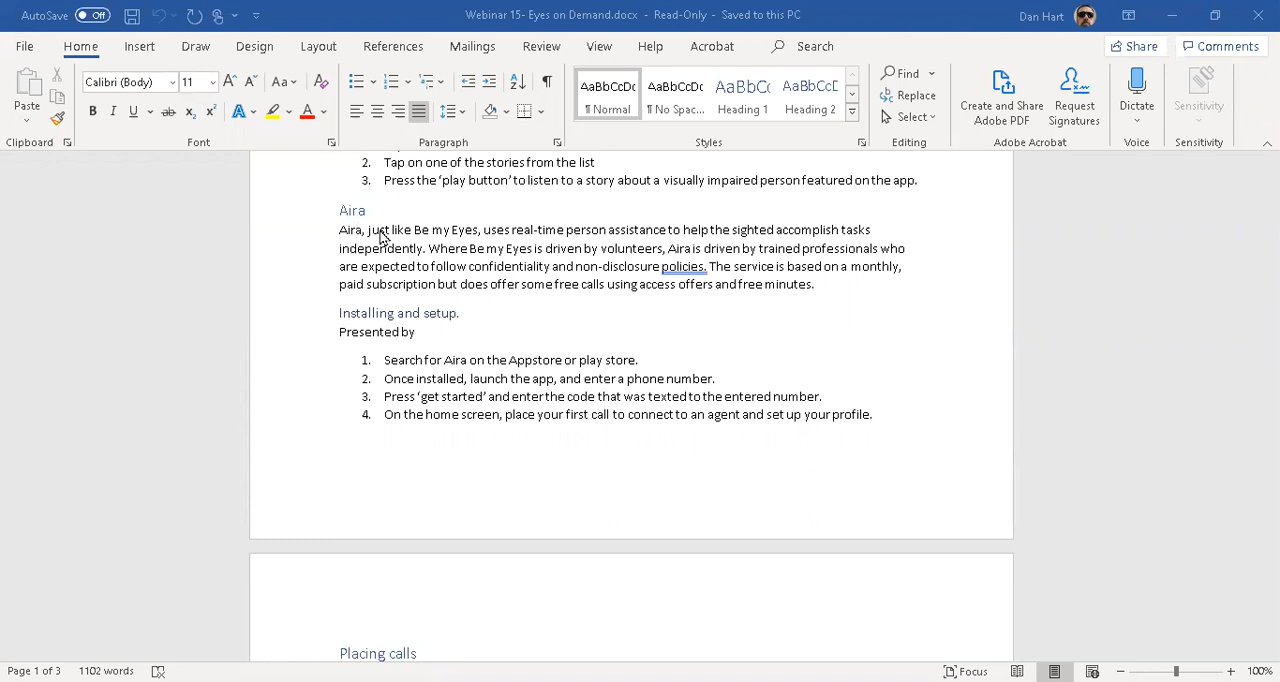 AutoSave Off Webinar 15- Eyes on Demand.docx - Read-Only - Saved to this PC Dan Hart
File Home Insert Draw Design Layout References Mailings Review View Help Acrobat Search Share Comments
Paste Calibri (Body) 11 AaBbCcDc AaBbCcDc AaBbCc AaBbCcD Find Replace Select Create and Share Request Dictate Sensitivity
¶ Normal ¶ No Spac... Heading 1 Heading 2 Adobe PDF Signatures
Clipboard Font Paragraph Styles Editing Adobe Acrobat Voice Sensitivity
2. Tap on one of the stories from the list
3. Press the ‘play button’ to listen to a story about a visually impaired person featured on the app.
Aira
Aira, just like Be my Eyes, uses real-time person assistance to help the sighted accomplish tasks
independently. Where Be my Eyes is driven by volunteers, Aira is driven by trained professionals who
are expected to follow confidentiality and non-disclosure policies. The service is based on a monthly,
paid subscription but does offer some free calls using access offers and free minutes.
Installing and setup.
Presented by
1. Search for Aira on the Appstore or play store.
2. Once installed, launch the app, and enter a phone number.
3. Press ‘get started’ and enter the code that was texted to the entered number.
4. On the home screen, place your first call to connect to an agent and set up your profile.
Placing calls
Page 1 of 3 1102 words Focus 100%